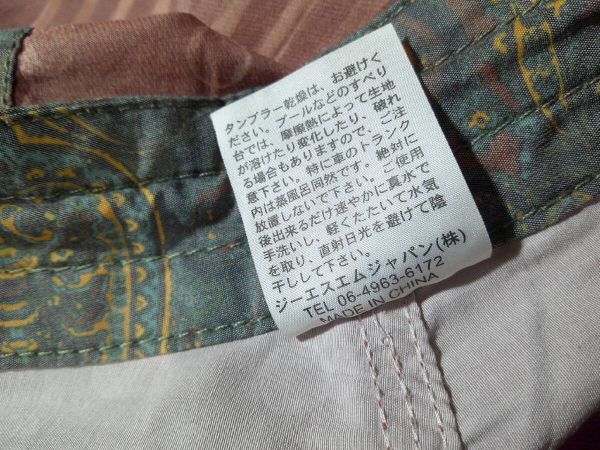 タンブラー乾燥は、お避けく
ださい。プールなどのすべり
台では、摩擦熱によって生地
が溶けたり変化したり、破れ
る場合もありますので、ご注
意下さい。特に車のトランク
内は蒸風呂同然です。絶対に
放置しないで下さい。ご使用
後出来るだけ速やかに真水で
手洗いし、軽くたたいて水気
を取り、直射日光を避けて陰
干しして下さい。
ジーエスエムジャパン(株)
TEL 06-4963-6172
MADE IN CHINA